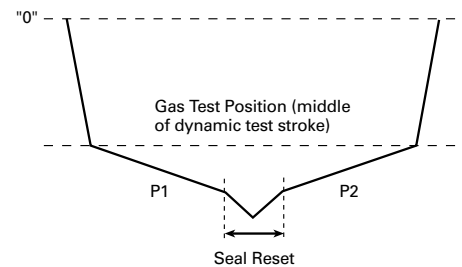 "0"
Gas Test Position (middle
of dynamic test stroke)
P1
P2
Seal Reset